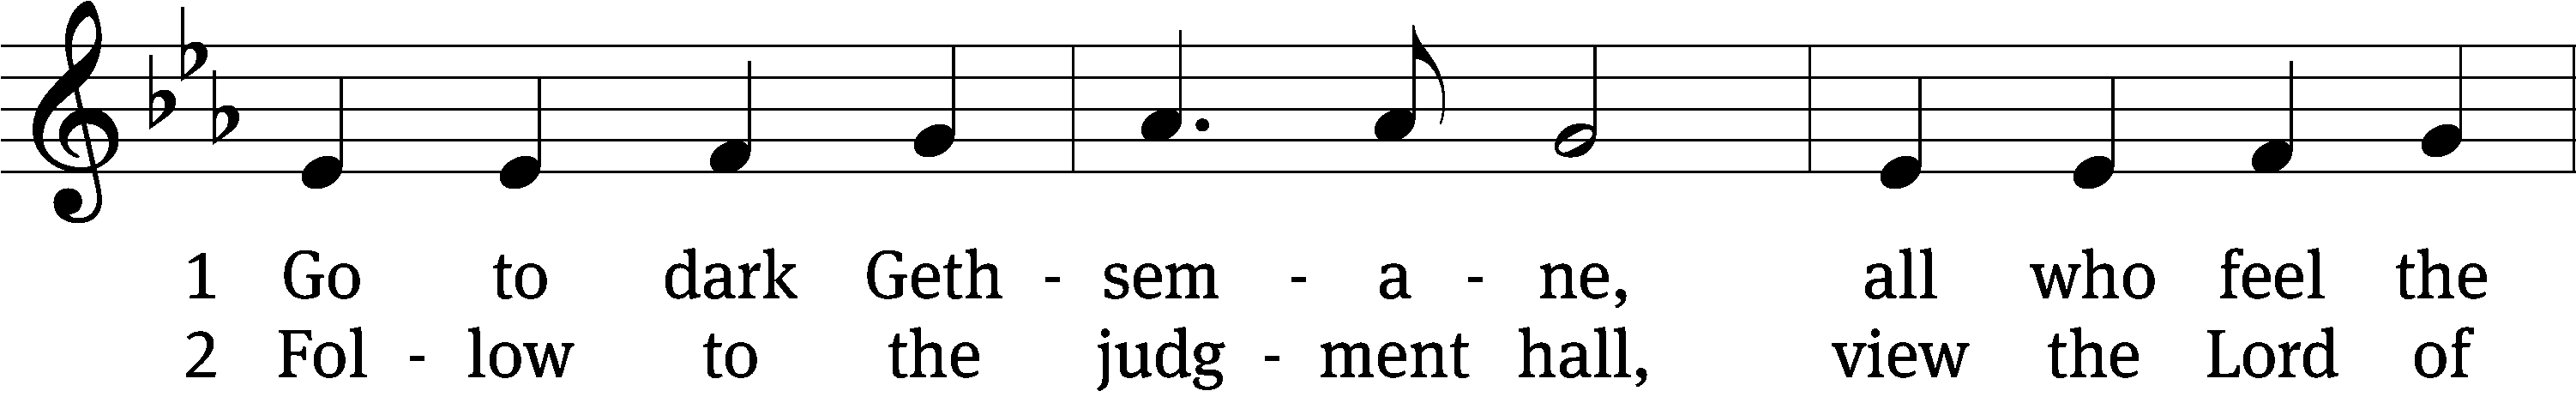 1 Go to dark Geth - sem - a - ne, all who feel the
2 Fol - low to the judg - ment hall, view the Lord of